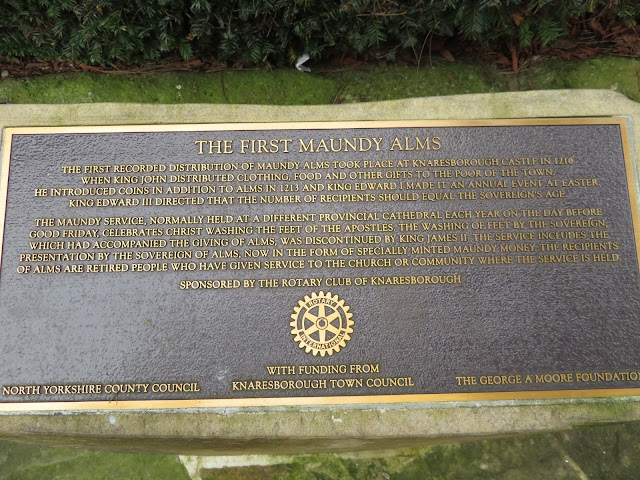 THE FIRST MAUNDY ALMS
THE FIRST RECORDED DISTRIBUTION OF MAUNDY ALMS TOOK PLACE AT KNARESBOROUGH CASTLE IN 1210
WHEN KING JOHN DISTRIBUTED CLOTHING, FOOD AND OTHER GIFTS TO THE POOR OF THE TOWN.
HE INTRODUCED COINS IN ADDITION TO ALMS IN 1213 AND KING EDWARD I MADE IT AN ANNUAL EVENT AT EASTER.
KING EDWARD III DIRECTED THAT THE NUMBER OF RECIPIENTS SHOULD EQUAL THE SOVEREIGN'S AGE.
THE MAUNDY SERVICE, NORMALLY HELD AT A DIFFERENT PROVINCIAL CATHEDRAL EACH YEAR ON THE DAY BEFORE
GOOD FRIDAY, CELEBRATES CHRIST WASHING THE FEET OF THE APOSTLES. THE WASHING OF FEET BY THE SOVEREIGN,
WHICH HAD ACCOMPANIED THE GIVING OF ALMS, WAS DISCONTINUED BY KING JAMES II. THE SERVICE INCLUDES THE
PRESENTATION BY THE SOVEREIGN OF ALMS, NOW IN THE FORM OF SPECIALLY MINTED MAUNDY MONEY. THE RECIPIENTS
OF ALMS ARE RETIRED PEOPLE WHO HAVE GIVEN SERVICE TO THE CHURCH OR COMMUNITY WHERE THE SERVICE IS HELD.
SPONSORED BY THE ROTARY CLUB OF KNARESBOROUGH
ROTARY
INTERNATIONAL
WITH FUNDING FROM
NORTH YORKSHIRE COUNTY COUNCIL KNARESBOROUGH TOWN COUNCIL THE GEORGE A MOORE FOUNDATION